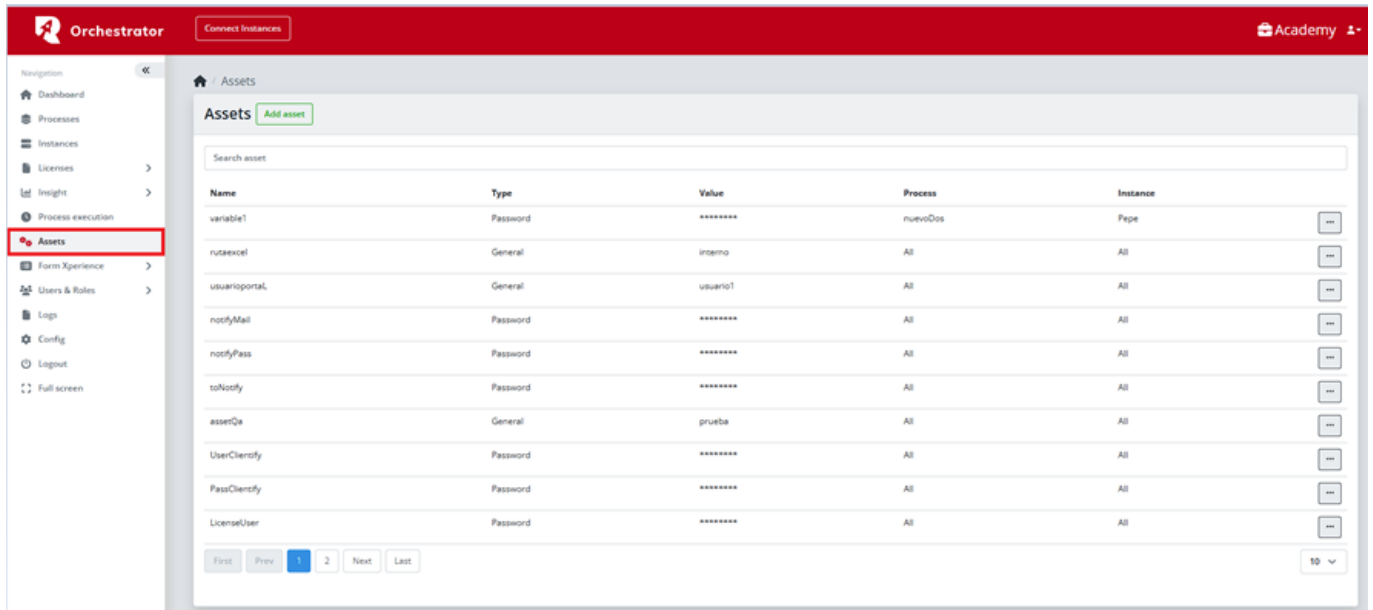 Orchestrator
Connect Instances
Academy
Navigation
Dashboard
Processes
Instances
Licenses
Insight
Process execution
Assets
Form Xperience
Users & Roles
Logs
Config
Logout
Full screen
/ Assets
Assets Add asset
Search asset
Name Type Value Process Instance
variable1 Password ******** nuevoDos Pepe
rutaexcel General interno All All
usuarioportal, General usuario1 All All
notifyMail Password ******** All All
notifyPass Password ******** All All
toNotify Password ******** All All
assetQa General prueba All All
UserClientify Password ******** All All
PassClientify Password ******** All All
LicenseUser Password ******** All All
First Prev 1 2 Next Last 10